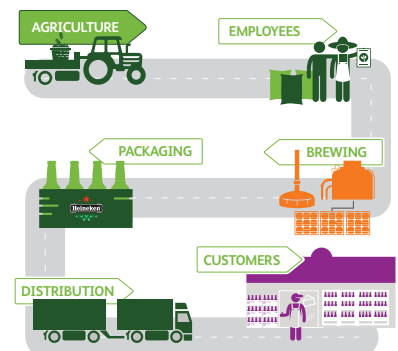 AGRICULTURE
EMPLOYEES
PACKAGING
BREWING
Heineken
CUSTOMERS
DISTRIBUTION